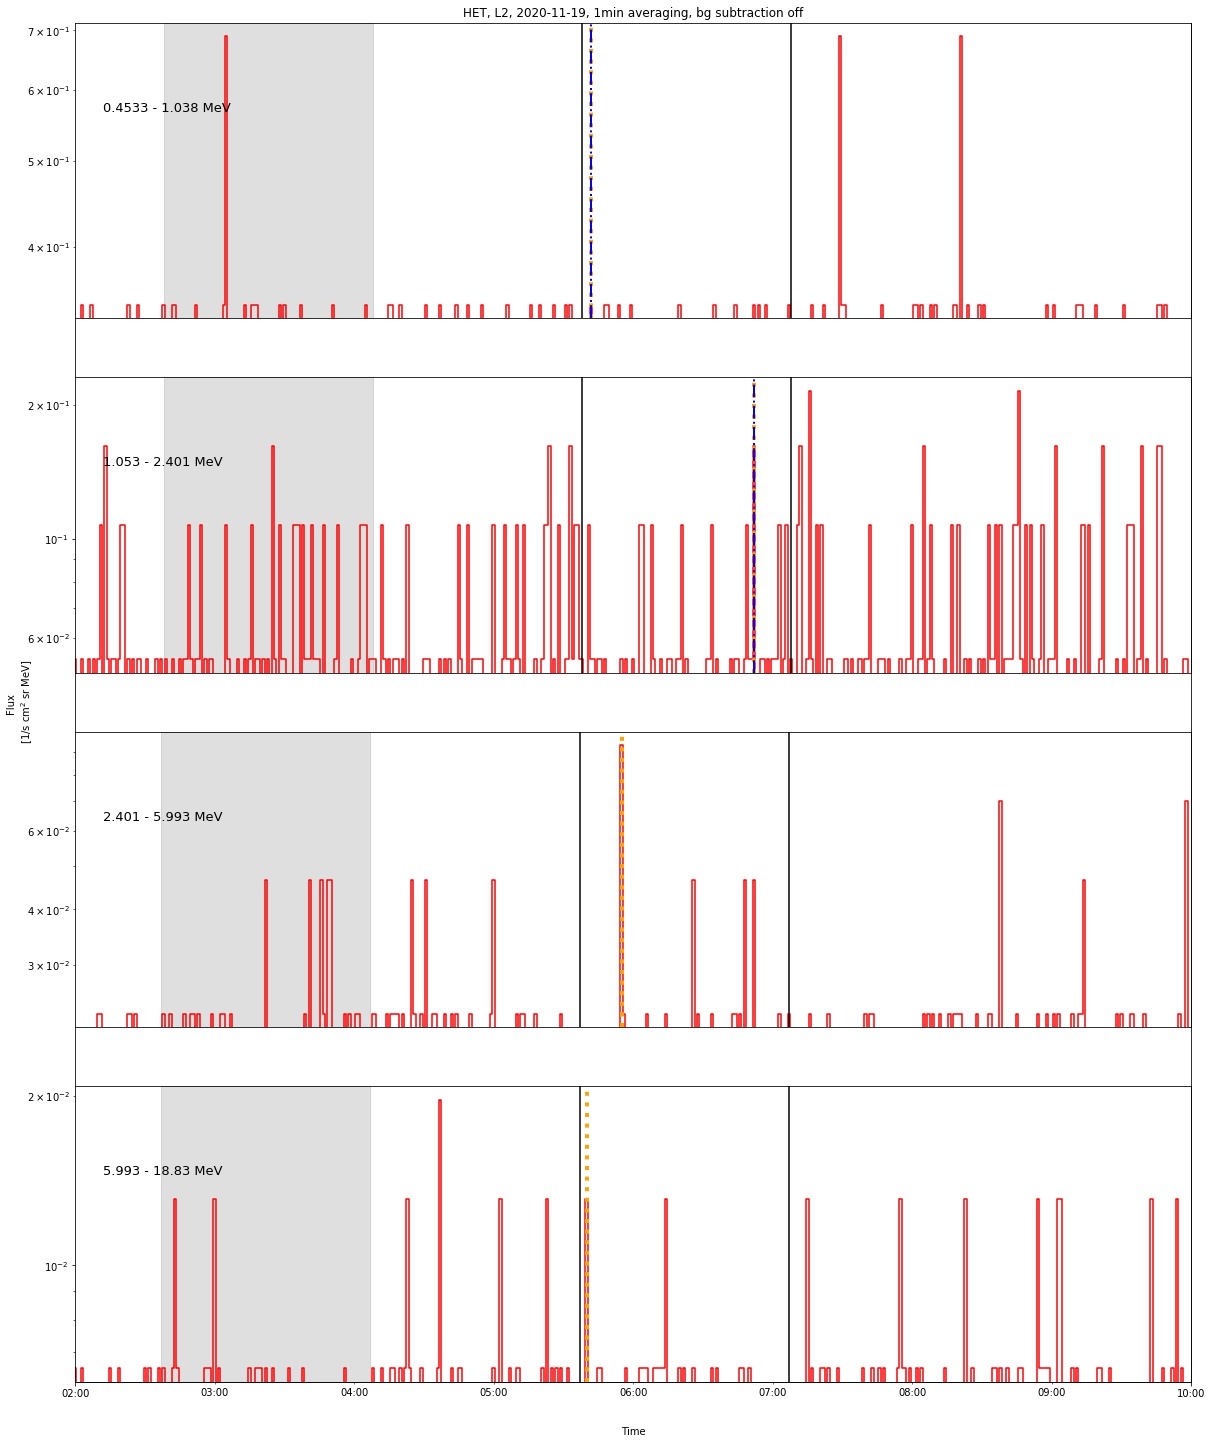 HET, L2, 2020-11-19, 1min averaging, bg subtraction off
7 × 10⁻¹
6 × 10⁻¹
0.4533 - 1.038 MeV
5 × 10⁻¹
4 × 10⁻¹
2 × 10⁻¹
1.053 - 2.401 MeV
10⁻¹
6 × 10⁻²
Flux
[1/s cm² sr MeV]
2.401 - 5.993 MeV
6 × 10⁻²
4 × 10⁻²
3 × 10⁻²
2 × 10⁻²
5.993 - 18.83 MeV
10⁻²
02:00 03:00 04:00 05:00 06:00 07:00 08:00 09:00 10:00
Time